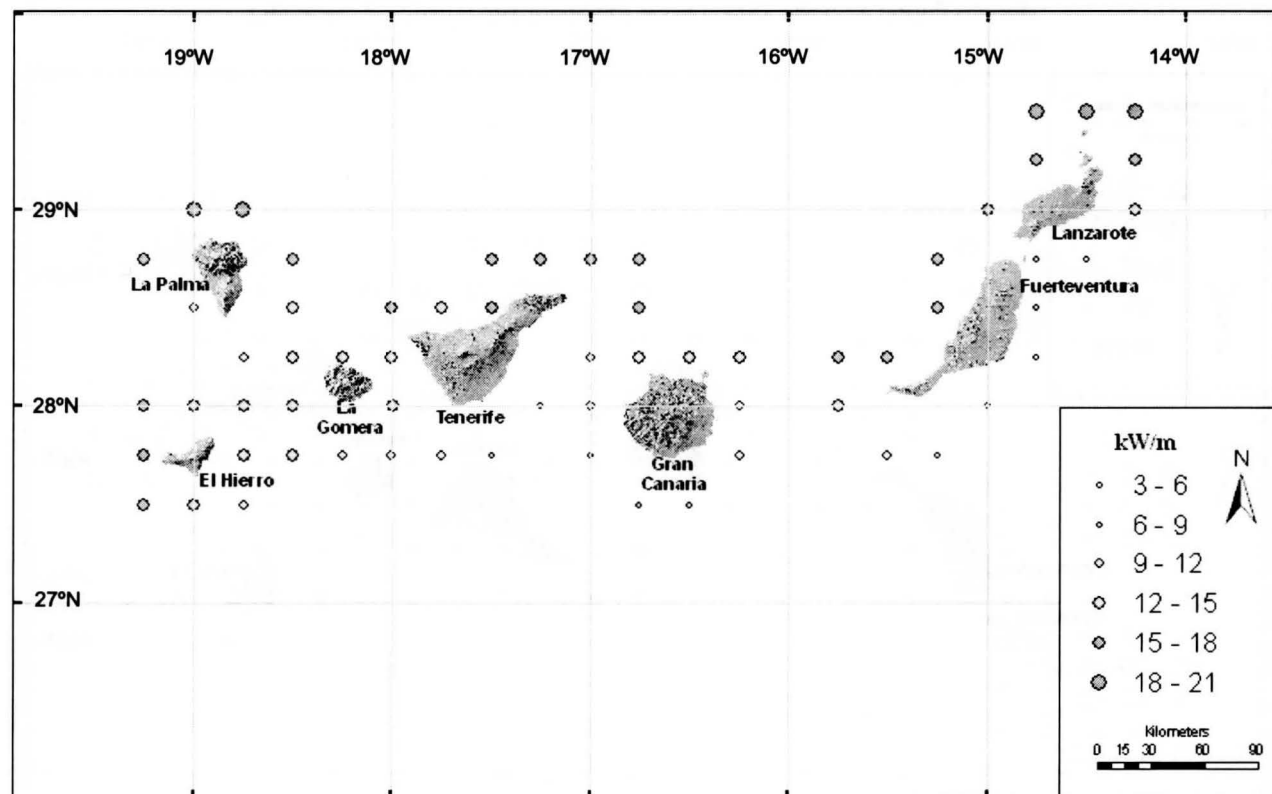 19ºW 18ºW 17ºW 16ºW 15ºW 14ºW
29ºN
La Palma
Lanzarote
Fuerteventura
28ºN
La
Gomera
Tenerife
El Hierro
Gran
Canaria
27ºN
kW/m
N
3 - 6
6 - 9
9 - 12
12 - 15
15 - 18
18 - 21
Kilometers
0 15 30 60 90